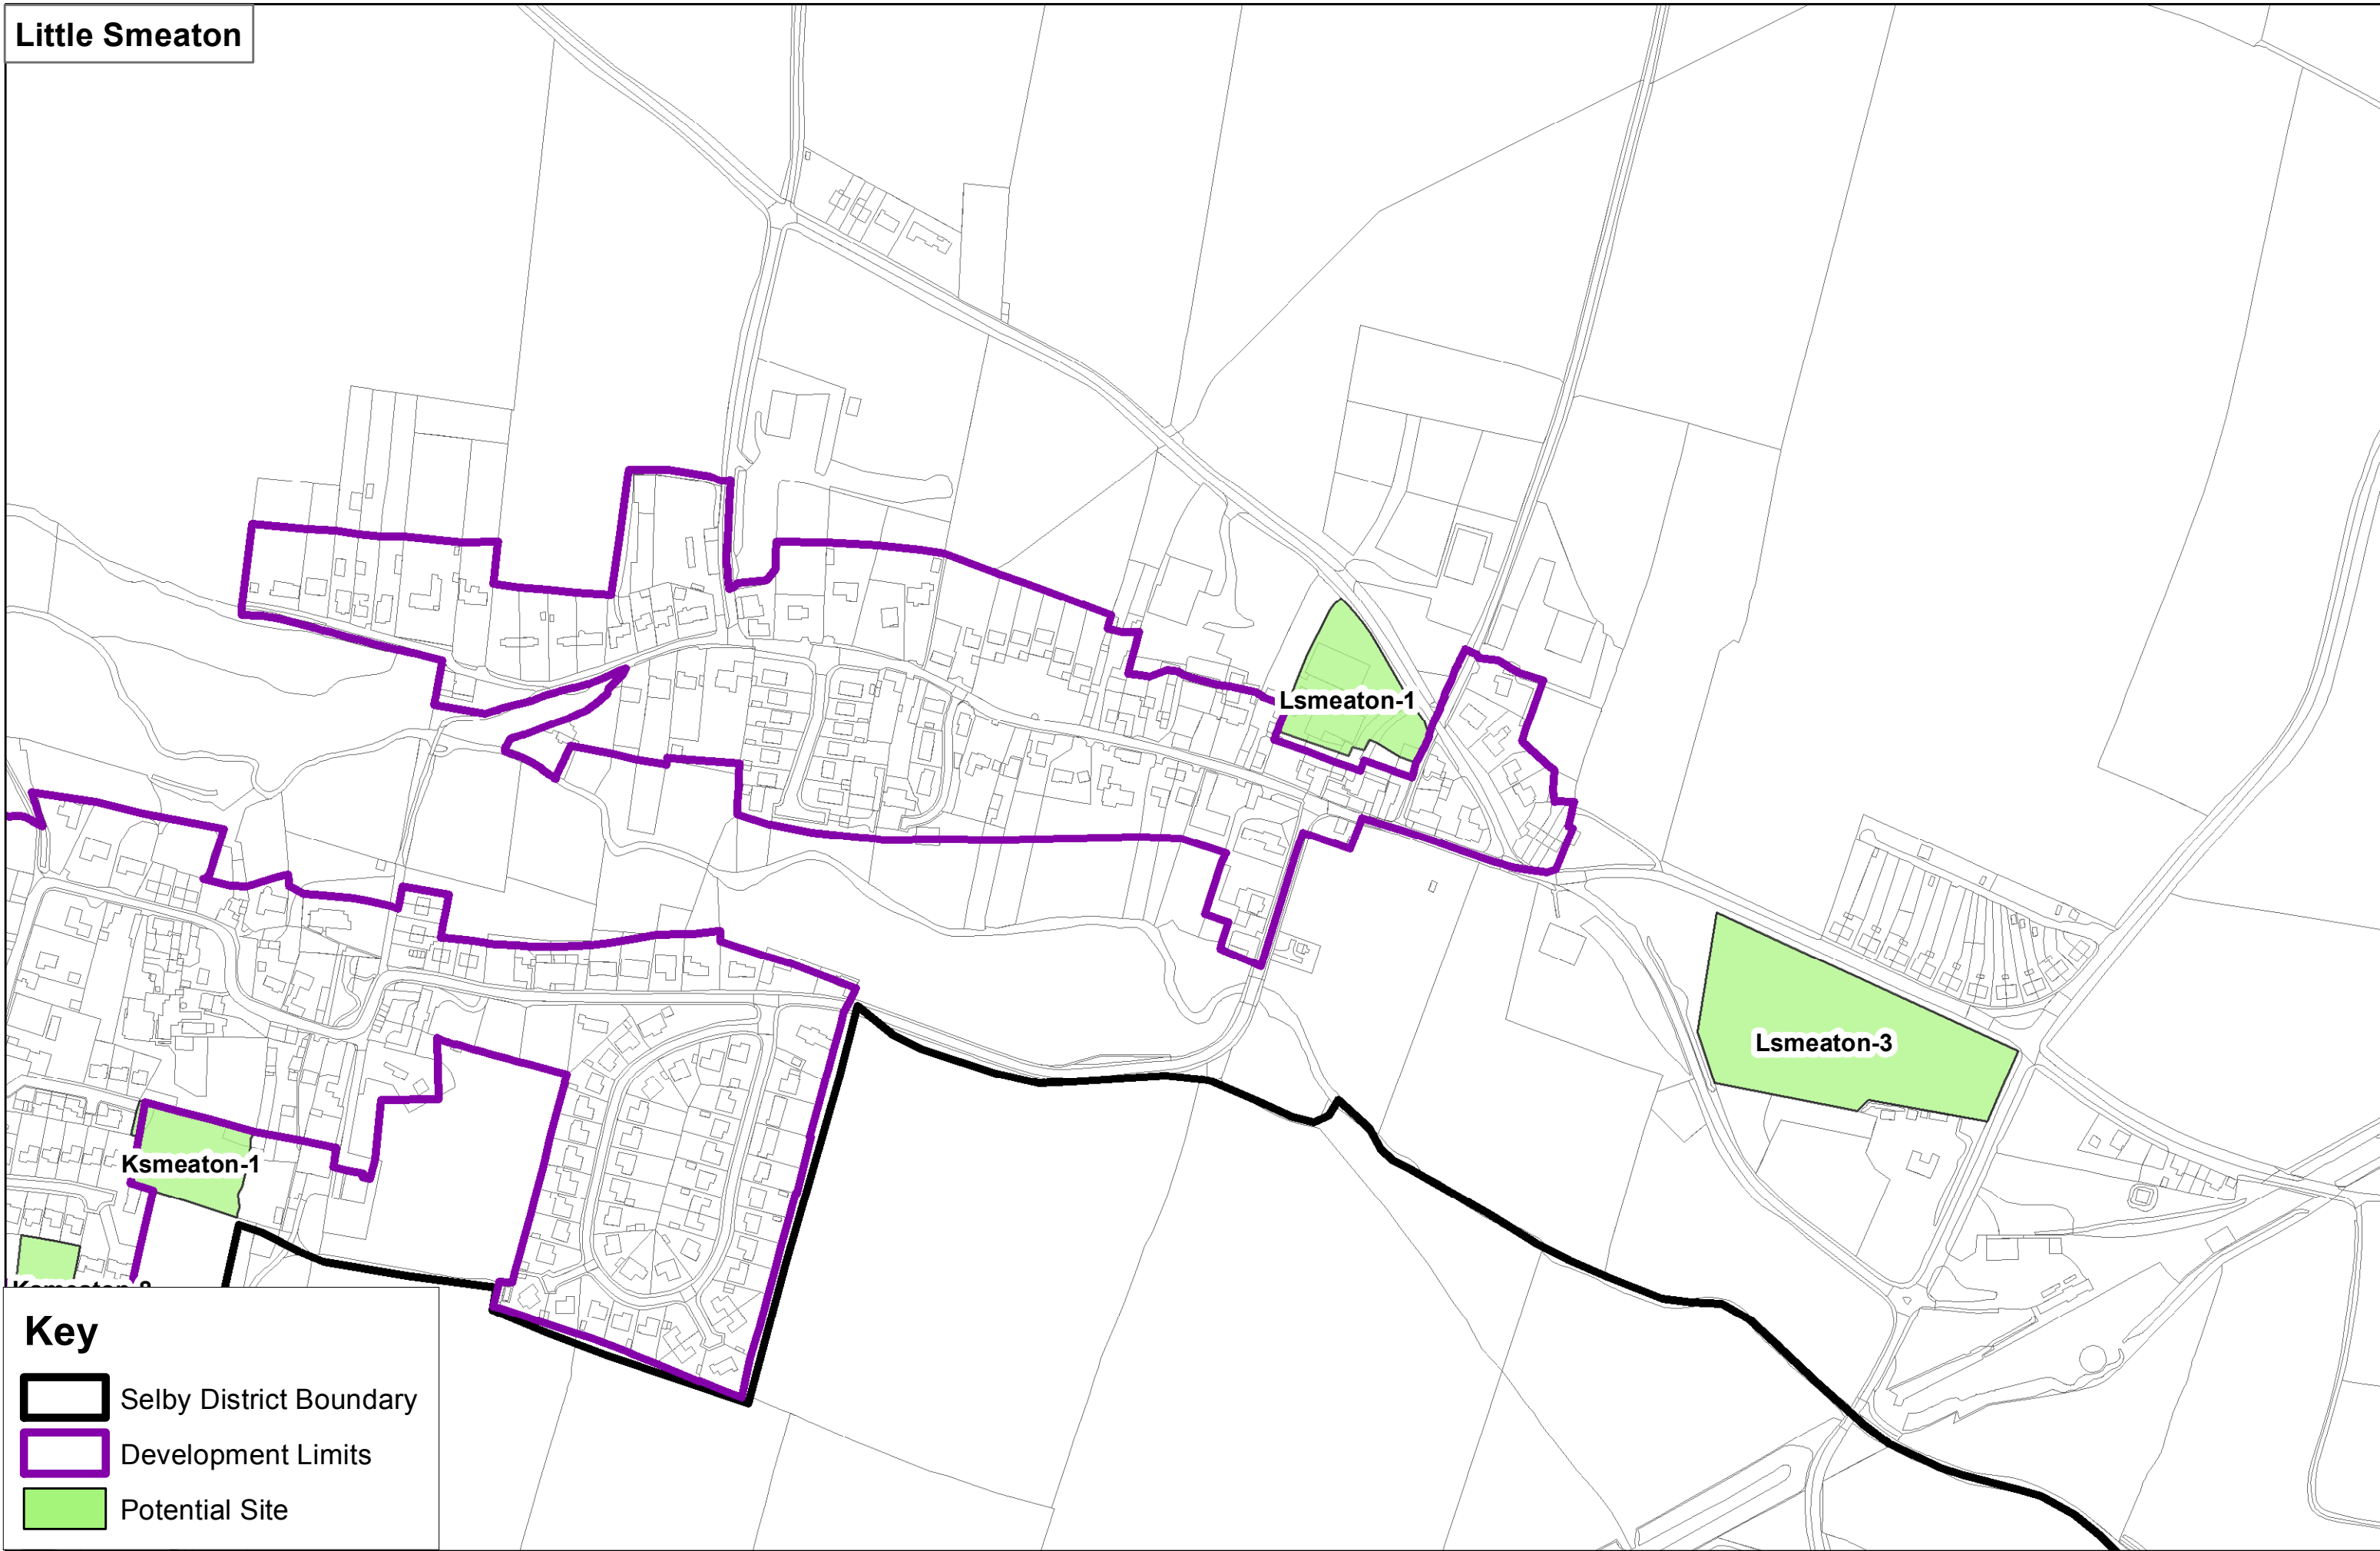 Little Smeaton
Lsmeaton-1
Lsmeaton-3
Ksmeaton-1
Key
Selby District Boundary
Development Limits
Potential Site